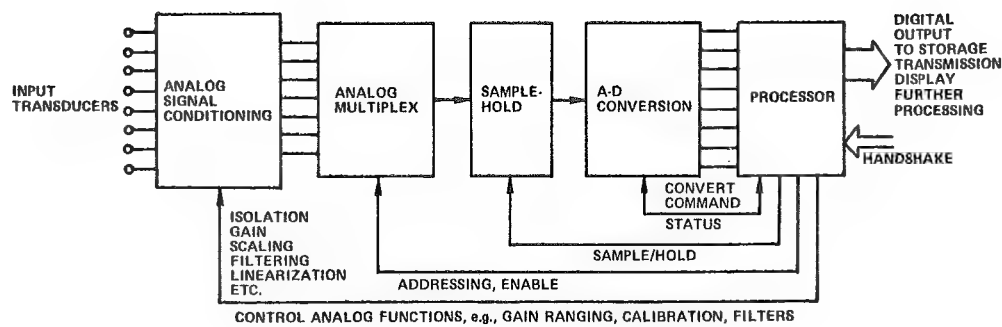 INPUT
TRANSDUCERS
ANALOG
SIGNAL
CONDITIONING
ANALOG
MULTIPLEX
SAMPLE-
HOLD
A-D
CONVERSION
PROCESSOR
DIGITAL
OUTPUT
TO STORAGE
TRANSMISSION
DISPLAY
FURTHER
PROCESSING
HANDSHAKE
CONVERT
COMMAND
STATUS
ISOLATION
GAIN
SCALING
FILTERING
LINEARIZATION
ETC.
SAMPLE/HOLD
ADDRESSING, ENABLE
CONTROL ANALOG FUNCTIONS, e.g., GAIN RANGING, CALIBRATION, FILTERS